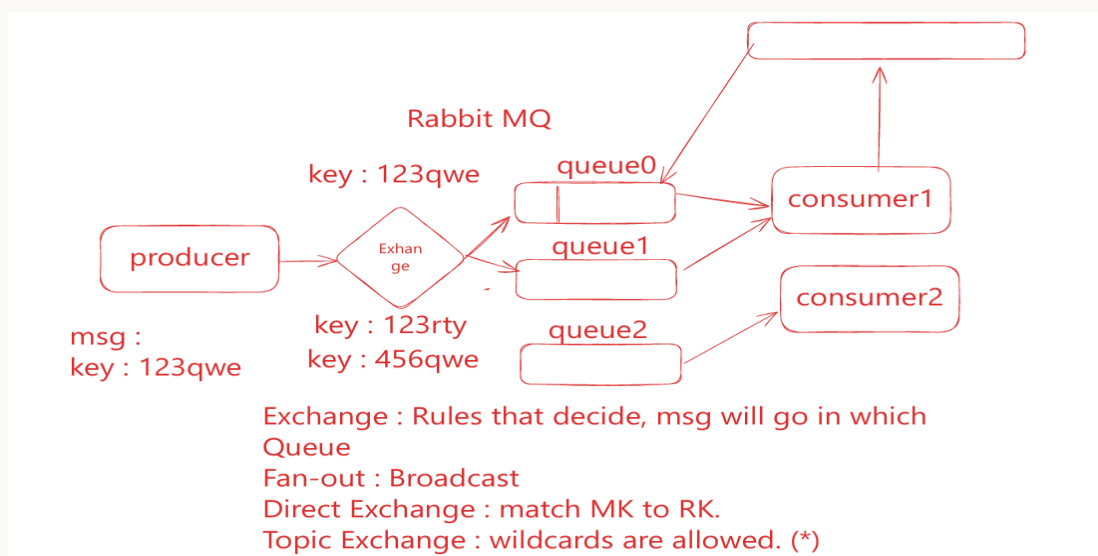 Rabbit MQ
key : 123qwe
queue0
consumer1
producer
Exhan
ge
queue1
consumer2
key : 123rty
key : 456qwe
queue2
msg :
key : 123qwe
Exchange : Rules that decide, msg will go in which
Queue
Fan-out : Broadcast
Direct Exchange : match MK to RK.
Topic Exchange : wildcards are allowed. (*)